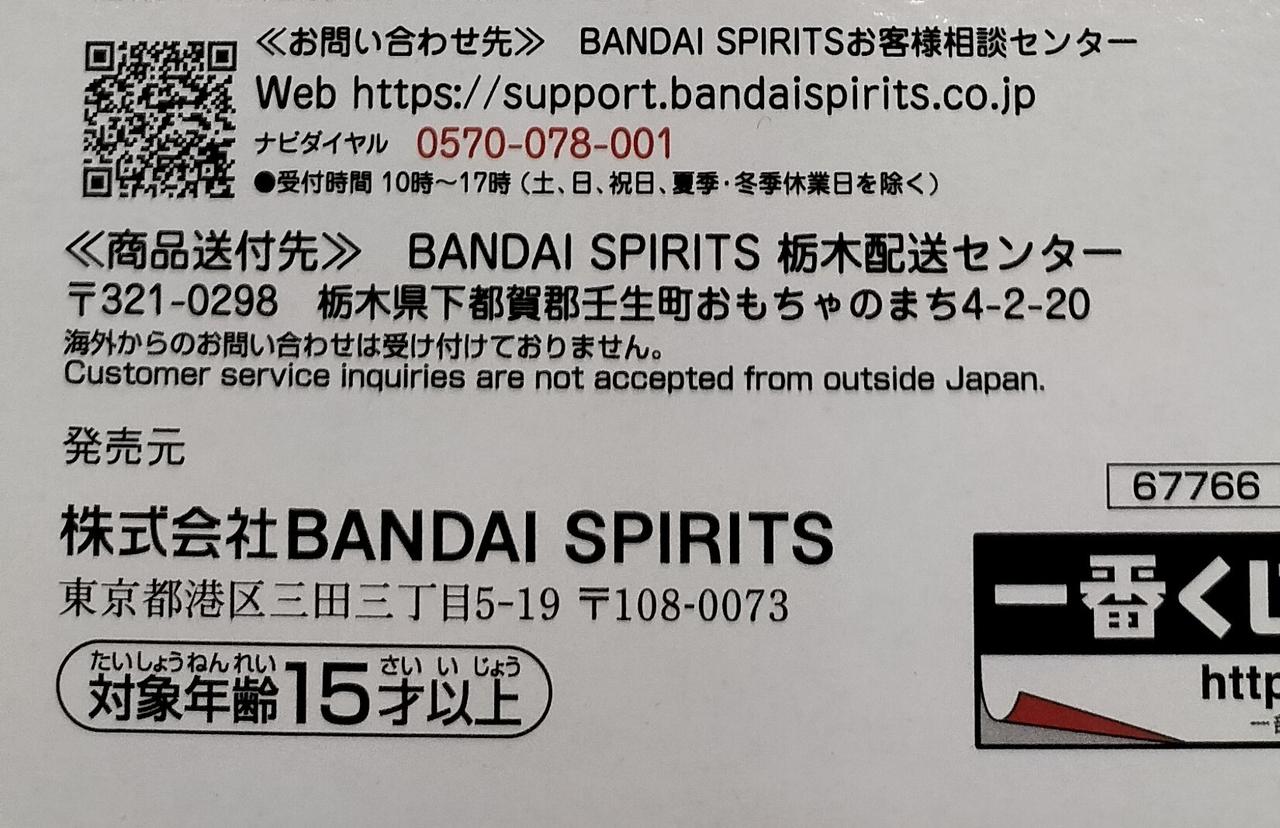 ≪お問い合わせ先≫ BANDAI SPIRITSお客様相談センター
Web https://support.bandaispirits.co.jp
ナビダイヤル 0570-078-001
●受付時間 10時～17時（土、日、祝日、夏季・冬季休業日を除く）
≪商品送付先≫ BANDAI SPIRITS 栃木配送センター
〒321-0298 栃木県下都賀郡壬生町おもちゃのまち4-2-20
海外からのお問い合わせは受け付けておりません。
Customer service inquiries are not accepted from outside Japan.
発売元
株式会社BANDAI SPIRITS
東京都港区三田三丁目5-19 〒108-0073
たいしょうねんれい さい い じょう
対象年齢15才以上
67766
一番く
http